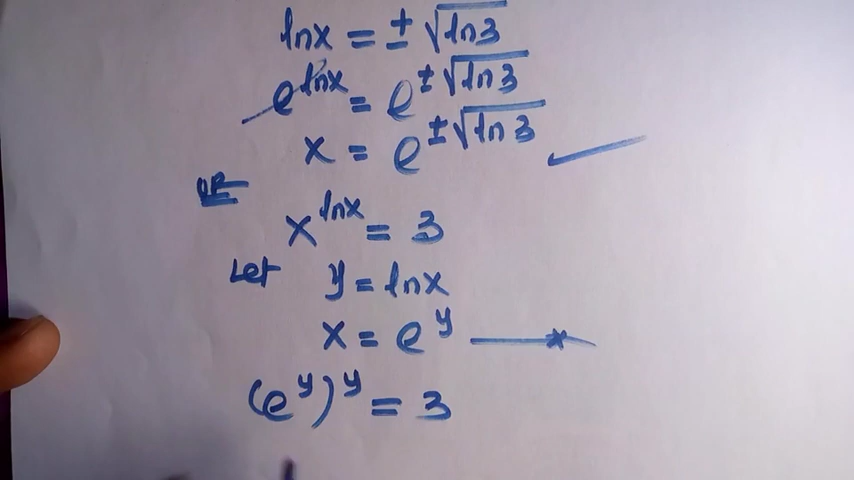 lnx = ± √ln3
e^lnx = e^±√ln3
x = e^±√ln3
OR
x^lnx = 3
Let y = lnx
x = e^y *
(e^y)^y = 3